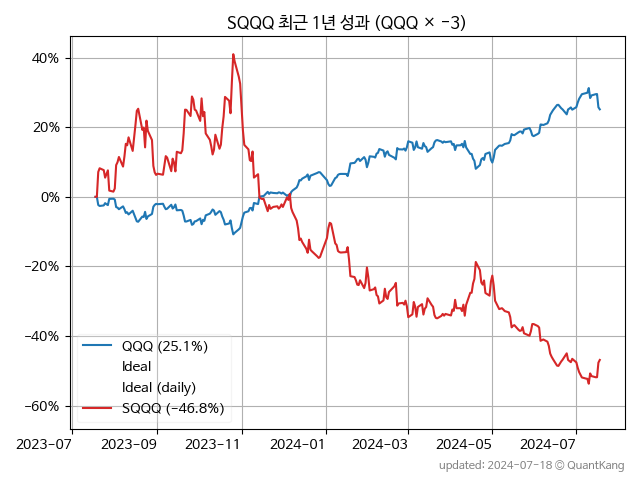 SQQQ 최근 1년 성과 (QQQ × −3)
40%
20%
0%
−20%
−40%
−60%
QQQ (25.1%)
Ideal
Ideal (daily)
SQQQ (−46.8%)
2023−07 2023−09 2023−11 2024−01 2024−03 2024−05 2024−07
updated: 2024−07−18 © QuantKang